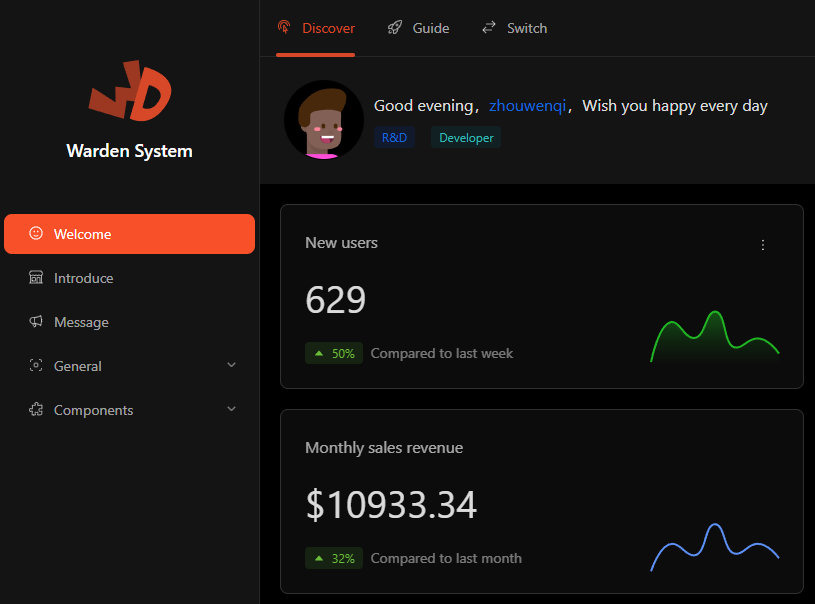 Warden System
Welcome
Introduce
Message
General
Components
Discover
Guide
Switch
Good evening，zhouwenqi，Wish you happy every day
R&D
Developer
New users
629
50% Compared to last week
Monthly sales revenue
$10933.34
32% Compared to last month